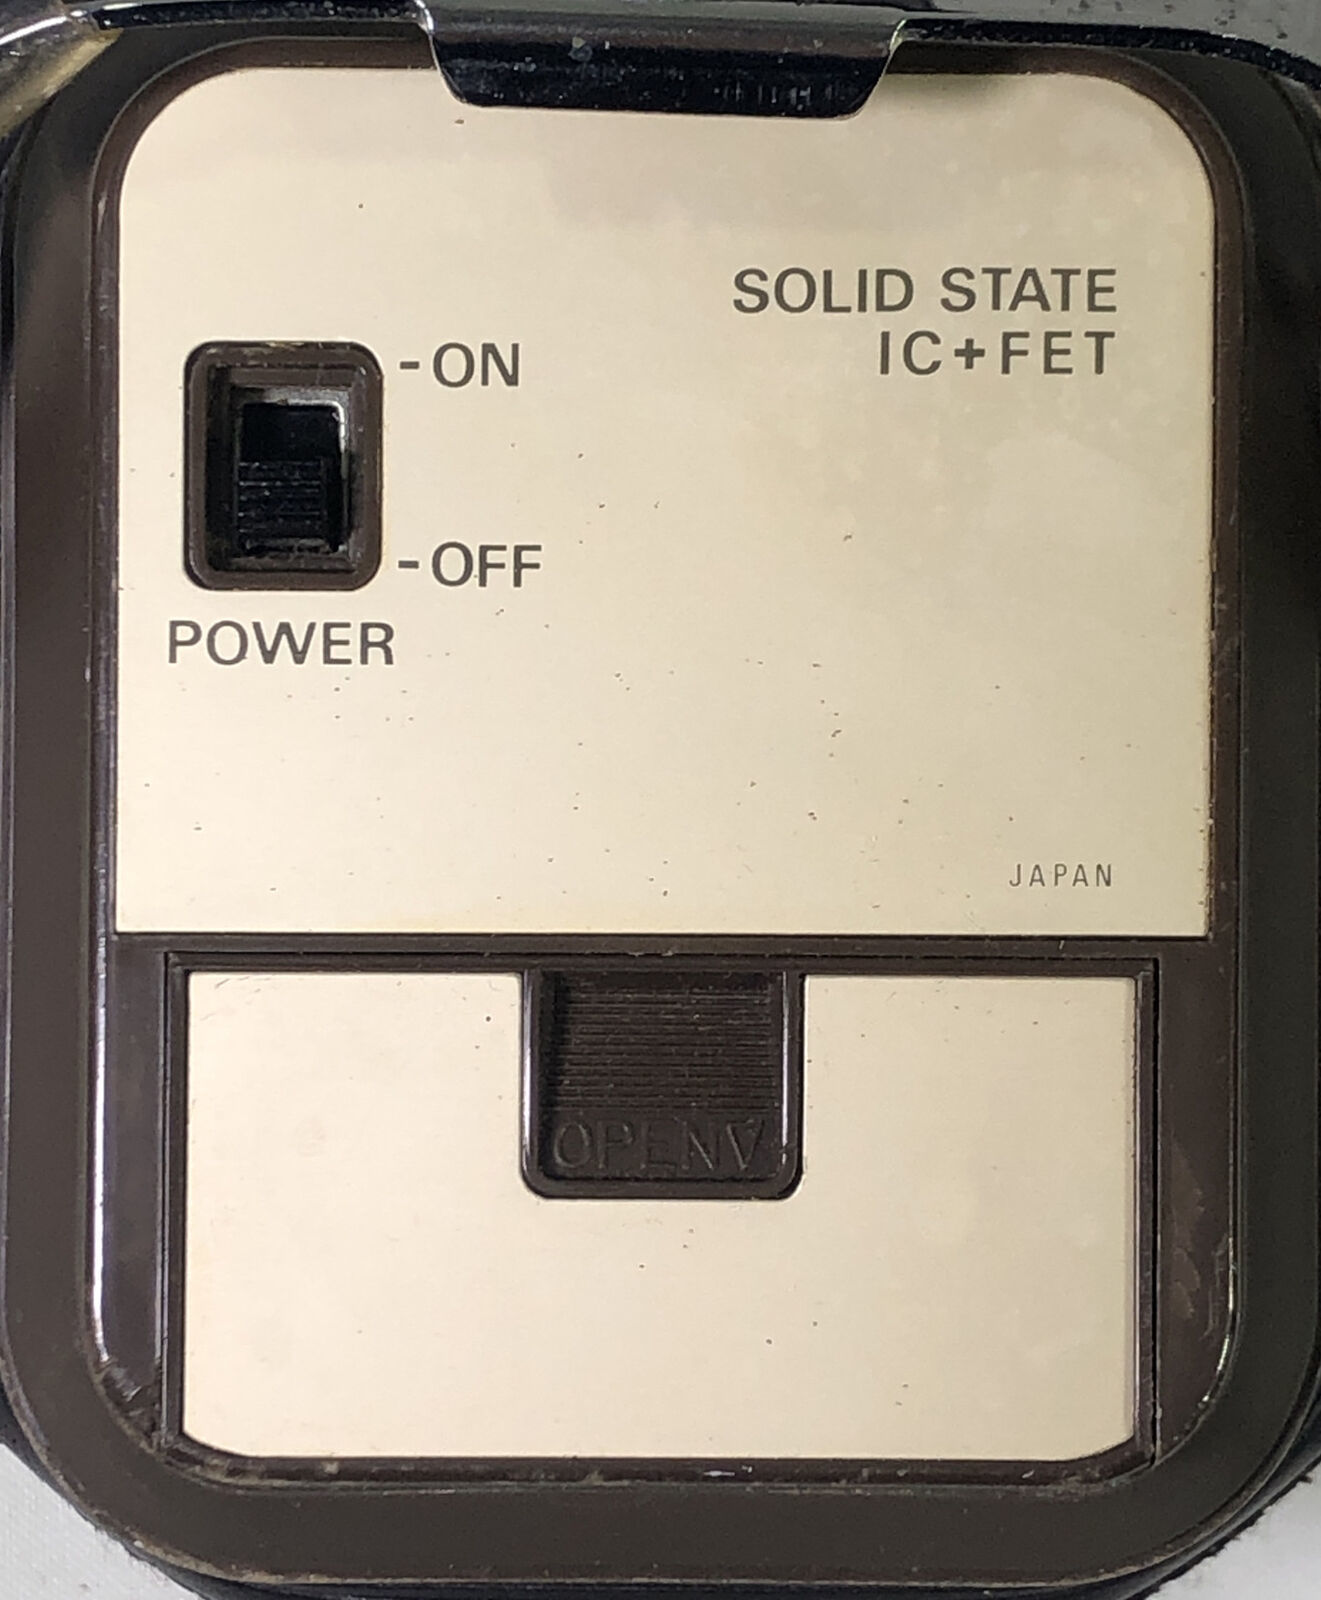 SOLID STATE
IC+FET
-ON
-OFF
POWER
JAPAN
OPEN▽